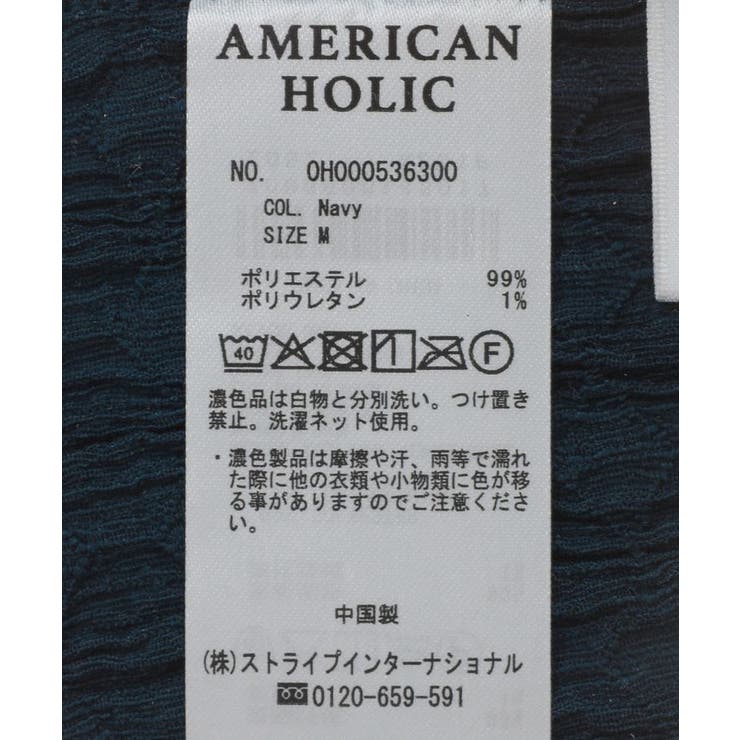 AMERICAN
HOLIC
NO. OH000536300
COL. Navy
SIZE M
ポリエステル 99%
ポリウレタン 1%
40 F
濃色品は白物と分別洗い。つけ置き
禁止。洗濯ネット使用。
・濃色製品は摩擦や汗、雨等で濡れ
た際に他の衣類や小物類に色が移
る事がありますのでご注意くださ
い。
中国製
(株)ストライプインターナショナル
0120-659-591